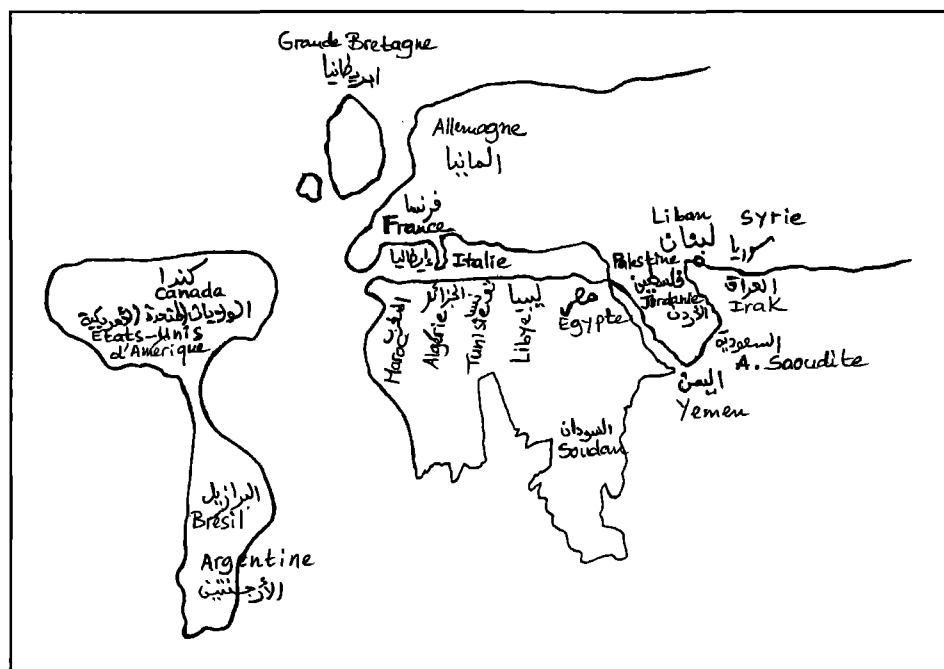 Grande Bretagne
ابريطانيا
Allemagne
المانيا
فرنسا
France
إيطاليا
Italie
Liban
لبنان
Syrie
سوريا
Palestine
فلسطين
Jordanie
الأردن
العراق
Irak
السعودية
A. Saoudite
اليمن
Yemen
كندا
Canada
الولايات المتحدة الأمريكية
Etats-Unis
d'Amérique
المغرب
Maroc
الجزائر
Algérie
تونس
Tunisie
ليبيا
Libye
مصر
Egypte
السودان
Soudan
البرازيل
Brésil
Argentine
الأرجنتين